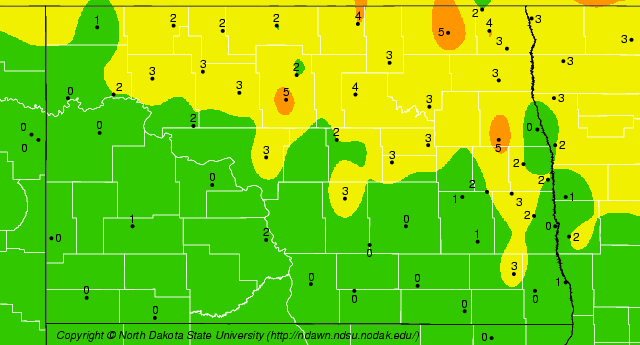 1 2 2 2 4 2 4 3
5 3 3
3 3 2 3 3
0 2 3 5 4 3 3 3
0 0 0 2 2 3 0 5 2
3 3 2
0 3 1 2 3 2 1
1 2 0 1 2 0 2
0 0
3
0 0 0 0 0 1
0 0
Copyright © North Dakota State University (http://ndawn.ndsu.nodak.edu/) 0